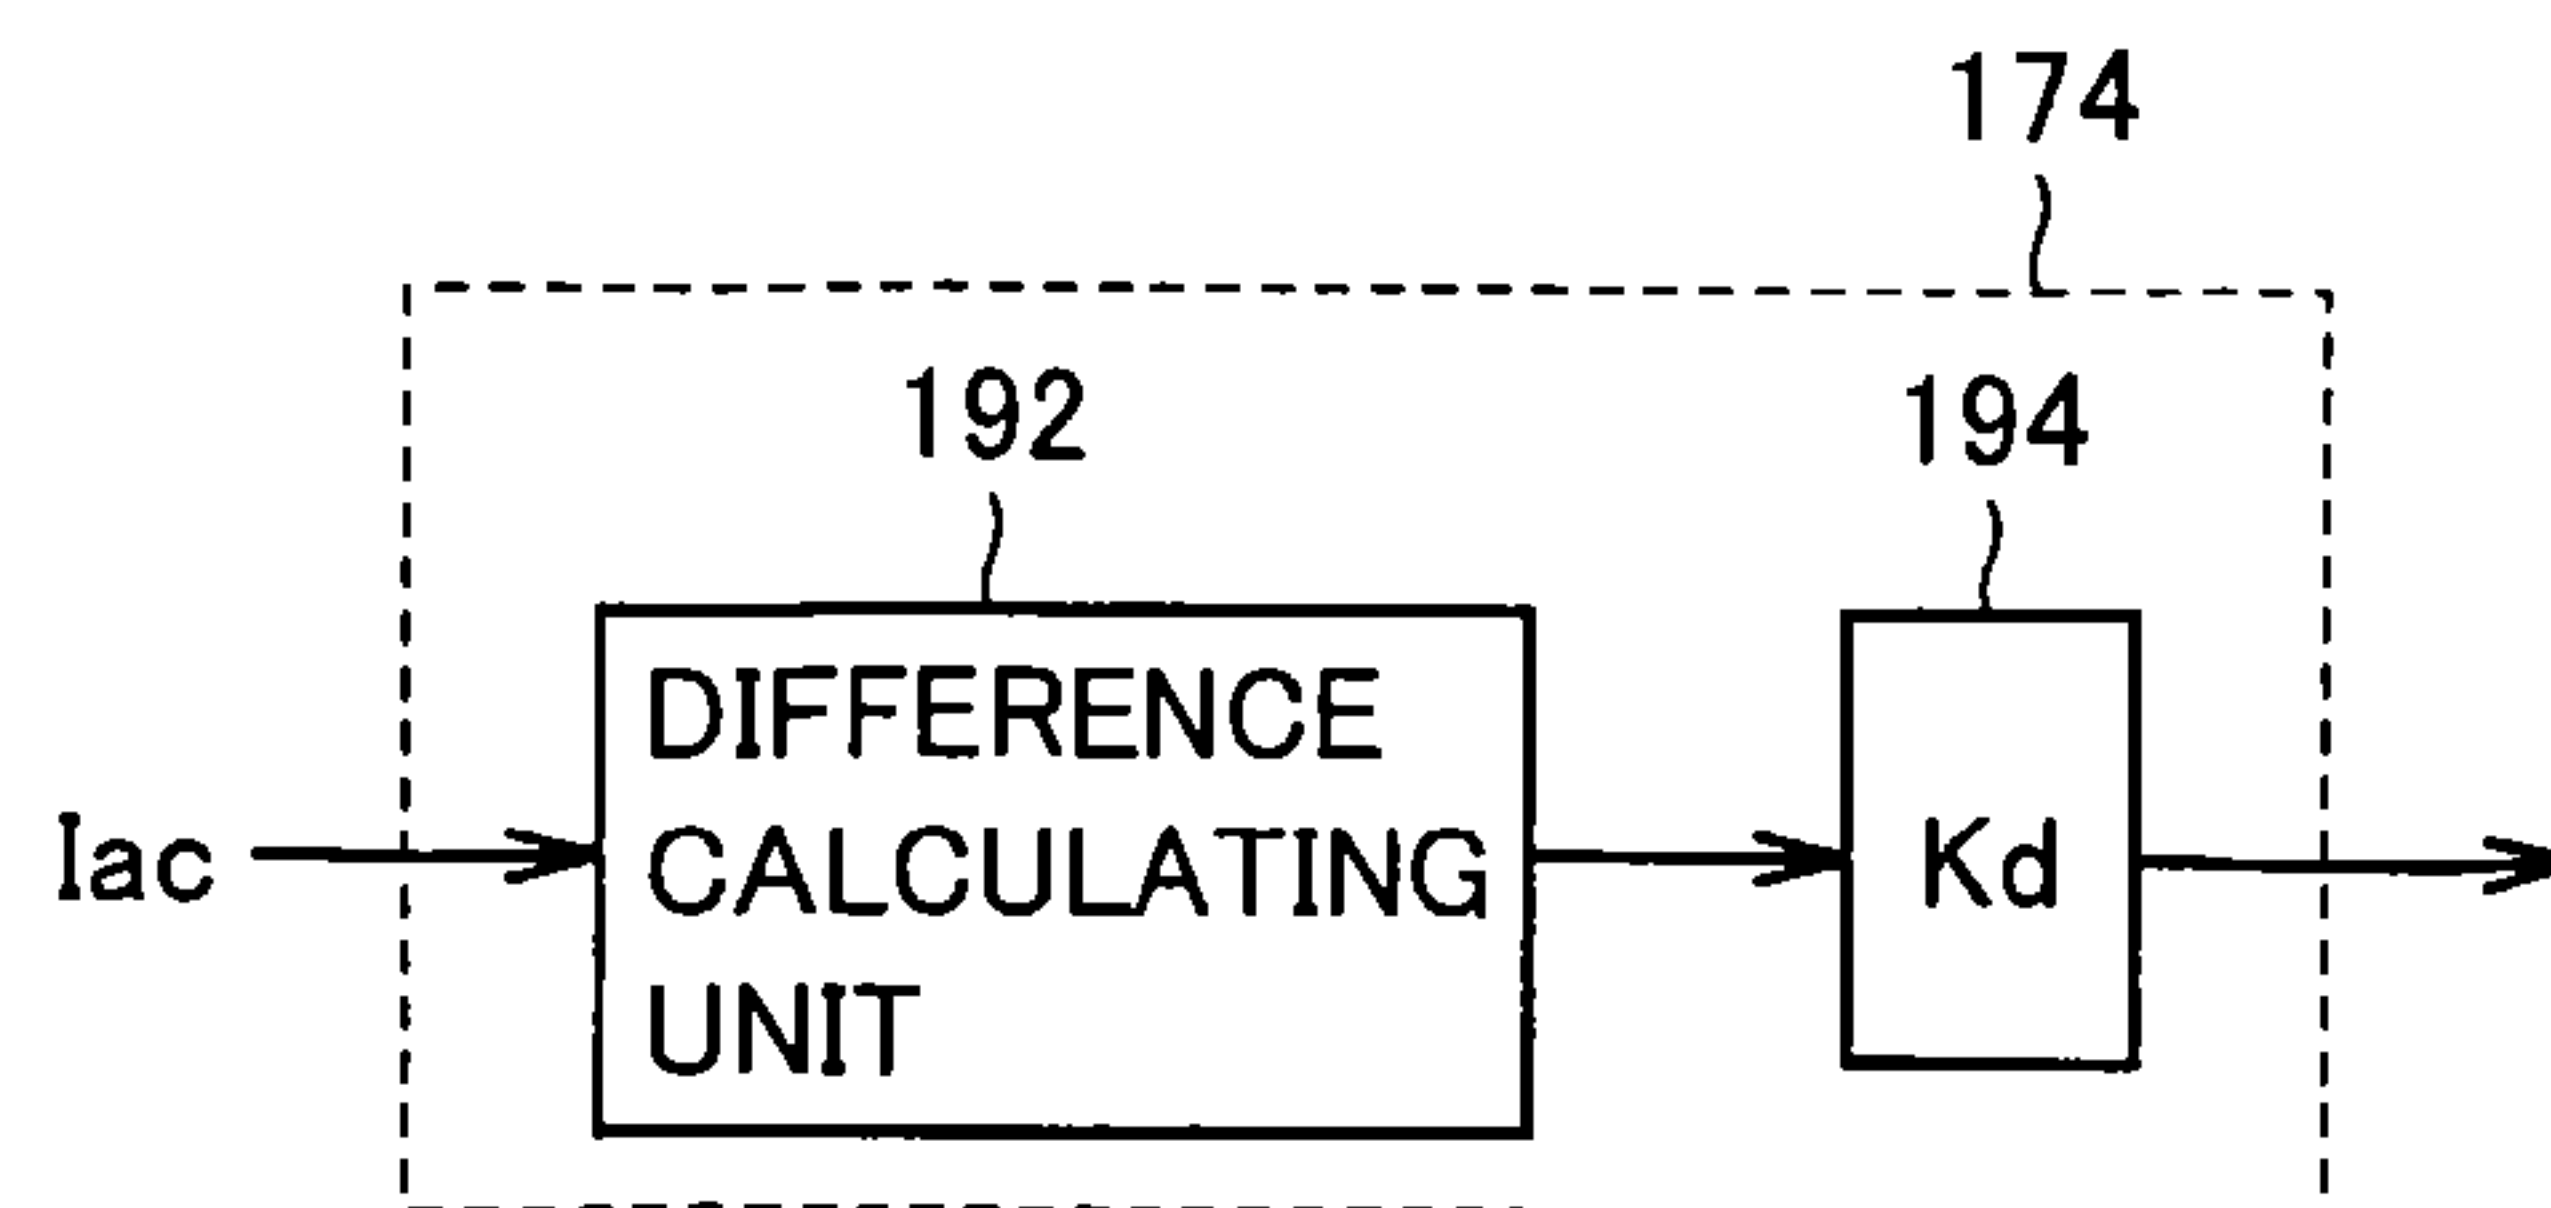 174
192
194
DIFFERENCE
CALCULATING
UNIT
Iac
Kd